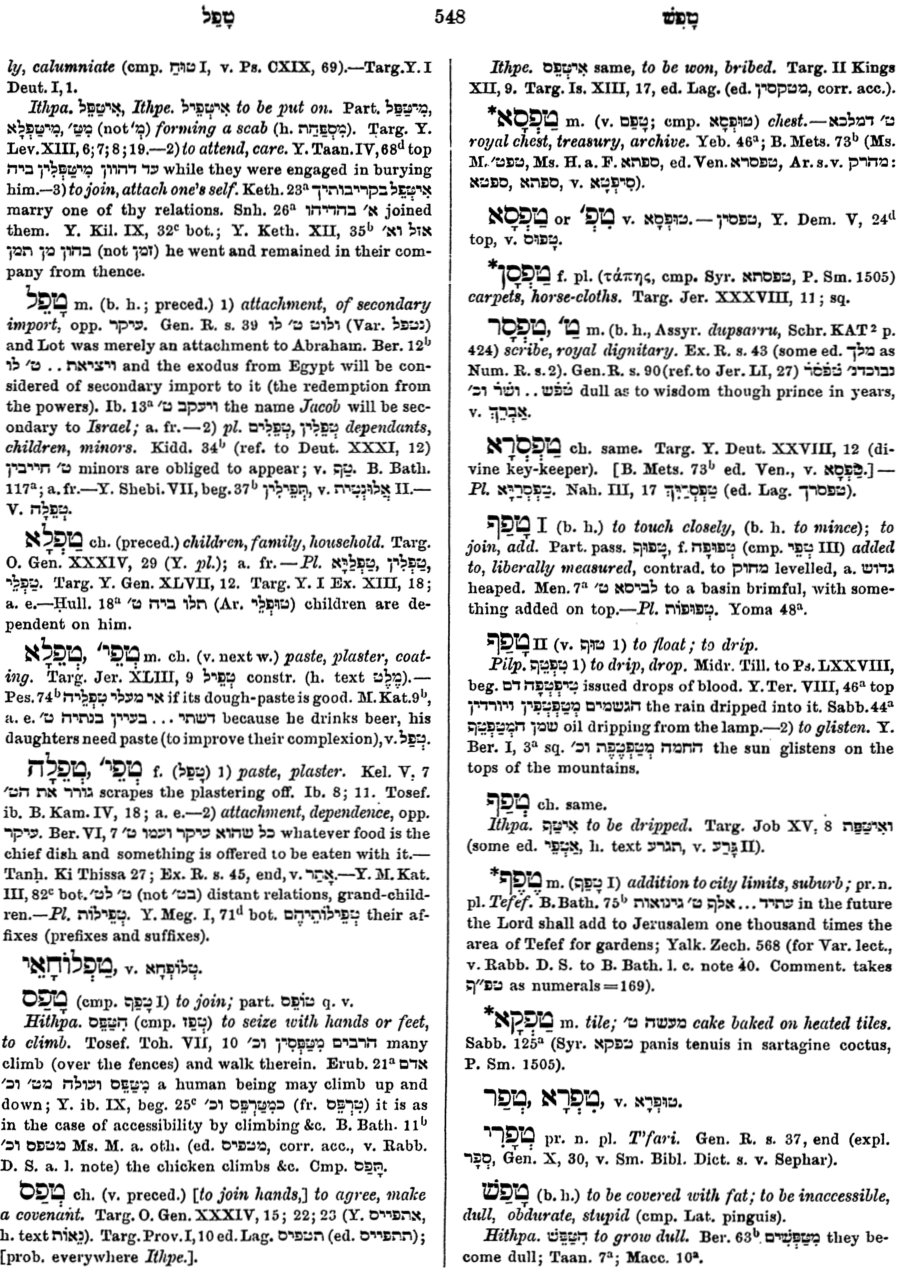 טָפֵל 548 טָפִשׁ
ly, calumniate (cmp. טוּחַ I, v. Ps. CXIX, 69).—Targ.Y. I
Deut. I, 1.
Ithpa. אִיטַּפֵּל, Ithpe. אִיטְפֵיל to be put on. Part. מִיטַּפַּל,
מִיטַּפְּלָא, 'מִטַּ (not 'מְ) forming a scab (h. מִסְפַּחַת). Targ. Y.
Lev. XIII, 6; 7; 8; 19.—2) to attend, care. Y. Taan. IV, 68ᵈ top
עד דהוון מִיטַּפְּלִין ביה while they were engaged in burying
him.—3) to join, attach one's self. Keth. 23ᵃ אִיטַּפֵּל בקריבותיך
marry one of thy relations. Snh. 26ᵃ א' בהדיהו joined
them. Y. Kil. IX, 32ᶜ bot.; Y. Keth. XII, 35ᵇ אזל וא'
בהון מן תמן (not זמן) he went and remained in their com-
pany from thence.
טָפֵל m. (b. h.; preced.) 1) attachment, of secondary
import, opp. עיקר. Gen. R. s. 39 ולוט ט' לו (Var. נטפל)
and Lot was merely an attachment to Abraham. Ber. 12ᵇ
ויציאת . . ט' לו and the exodus from Egypt will be con-
sidered of secondary import to it (the redemption from
the powers). Ib. 13ᵃ ויעקב ט' the name Jacob will be sec-
ondary to Israel; a. fr.—2) pl. טְפֵלִים, טְפֵלִין dependants,
children, minors. Kidd. 34ᵇ (ref. to Deut. XXXI, 12)
ט' חייבין minors are obliged to appear; v. טַף. B. Bath.
117ᵃ; a. fr.—Y. Shebi. VII, beg. 37ᵇ תְּפֵילִין, v. אֲלוּנְטִית II.—
V. טְפֵלָה.
טַפְלָא ch. (preced.) children, family, household. Targ.
O. Gen. XXXIV, 29 (Y. pl.); a. fr.—Pl. טַפְלִין, טַפְלַיָּא,
טַפְלֵי. Targ. Y. Gen. XLVII, 12. Targ. Y. I Ex. XIII, 18;
a. e.—Ḥull. 18ᵃ תלו ביה ט' (Ar. טוּפְלֵי) children are de-
pendent on him.
טְפֵלָא, 'טְפֵי m. ch. (v. next w.) paste, plaster, coat-
ing. Targ. Jer. XLIII, 9 טְפֵיל constr. (h. text מֶלֶט).—
Pes. 74ᵇ אי מעלי טְפֵלֵיהּ if its dough-paste is good. M. Kat. 9ᵇ,
a. e. דשתי ... בעיין בנתיה ט' because he drinks beer, his
daughters need paste (to improve their complexion), v. טְפַל.
טְפֵלָה, 'טְפֵי f. (טָפַל) 1) paste, plaster. Kel. V, 7
גורר את הט' scrapes the plastering off. Ib. 8; 11. Tosef.
ib. B. Kam. IV, 18; a. e.—2) attachment, dependence, opp.
עיקר. Ber. VI, 7 כל שהוא עיקר ועמו ט' whatever food is the
chief dish and something is offered to be eaten with it.—
Tanḥ. Ki Thissa 27; Ex. R. s. 45, end, v. אָחַר.—Y. M. Kat.
III, 82ᶜ bot. ט' לט' (not בט') distant relations, grand-child-
ren.—Pl. טְפֵילוֹת. Y. Meg. I, 71ᵈ bot. טְפֵילוֹתֵיהֶם their af-
fixes (prefixes and suffixes).
טַפְלוֹחָאֵי, v. טְלוֹפְחָא.
טָפַס (cmp. טָפַף I) to join; part. טוֹפֵס q. v.
Hithpa. הִטַּפֵּס (cmp. טְפַז) to seize with hands or feet,
to climb. Tosef. Toh. VII, 10 הרבים מְטַפְּסִין וכ' many
climb (over the fences) and walk therein. Erub. 21ᵃ אדם
מְטַפֵּס ועולה מט' וכ' a human being may climb up and
down; Y. ib. IX, beg. 25ᶜ כמְטַרְפֵּס וכ' (fr. טַרְפֵּס) it is as
in the case of accessibility by climbing &c. B. Bath. 11ᵇ
מטפס וכ' Ms. M. a. oth. (ed. מטפיס, corr. acc., v. Rabb.
D. S. a. l. note) the chicken climbs &c. Cmp. תָּפַס.
טְפַס ch. (v. preced.) [to join hands,] to agree, make
a covenant. Targ. O. Gen. XXXIV, 15; 22; 23 (Y. אתפייס,
h. text נֵאוֹת). Targ. Prov. I, 10 ed. Lag. תטפיס (ed. תתפייס);
[prob. everywhere Ithpe.].
Ithpe. אִיטְּפֵס same, to be won, bribed. Targ. II Kings
XII, 9. Targ. Is. XIII, 17, ed. Lag. (ed. מטקסין, corr. acc.).
*טַפְסָא m. (v. טְפַס; cmp. טוּפְסָא) chest.—ט' דמלכא
royal chest, treasury, archive. Yeb. 46ᵃ; B. Mets. 73ᵇ (Ms.
M. 'טפט, Ms. H. a. F. ספתא, ed. Ven. טפסרא, Ar. s. v. מהרק:
ספתא, ספטא, v. סִיפְטָא).
טַפְסָא or 'טִפְ v. טוּפְסָא.—טפסין, Y. Dem. V, 24ᵈ
top, v. טָפוּס.
*טַפְסָן f. pl. (τάπης, cmp. Syr. טפסתא, P. Sm. 1505)
carpets, horse-cloths. Targ. Jer. XXXVIII, 11; sq.
טִפְסָר, 'טַ m. (b. h., Assyr. dupsarru, Schr. KAT² p.
424) scribe, royal dignitary. Ex. R. s. 43 (some ed. מלך as
Num. R. s. 2). Gen. R. s. 90 (ref. to Jer. LI, 27) נבוכדנ' טפסר
טפש . . ושר וכ' dull as to wisdom though prince in years,
v. אַבְרֵךְ.
טַפְסְרָא ch. same. Targ. Y. Deut. XXVIII, 12 (di-
vine key-keeper). [B. Mets. 73ᵇ ed. Ven., v. טַפְסָא.]—
Pl. טַפְסְרַיָּא. Nah. III, 17 טַפְסְרַיִךְ (ed. Lag. טפסרך).
טָפַף I (b. h.) to touch closely, (b. h. to mince); to
join, add. Part. pass. טָפוּף, f. טְפוּפָה (cmp. טְפֵי III) added
to, liberally measured, contrad. to מחוק levelled, a. גדוש
heaped. Men. 7ᵃ לביסא ט' to a basin brimful, with some-
thing added on top.—Pl. טְפוּפוֹת. Yoma 48ᵃ.
טָפַף II (v. טוּף 1) to float; to drip.
Pilp. טִפְטֵף 1) to drip, drop. Midr. Till. to Ps. LXXVIII,
beg. טִיפְטְפָה דם issued drops of blood. Y. Ter. VIII, 46ᵃ top
הגשמים מְטַפְטְפִין ויורדין the rain dripped into it. Sabb. 44ᵃ
שמן המְטַפְטֵף oil dripping from the lamp.—2) to glisten. Y.
Ber. I, 3ᵃ sq. החמה מְטַפְטֶפֶת וכ' the sun glistens on the
tops of the mountains.
טְפַף ch. same.
Ithpa. אִיטַּף to be dripped. Targ. Job XV, 8 ואיטפת
(some ed. אִטְּפֵי, h. text תגרע, v. גָּרַע II).
*טֶפֶף m. (טָפַף I) addition to city limits, suburb; pr. n.
pl. Tefef. B. Bath. 75ᵇ עתיד ... אלף ט' גינואות in the future
the Lord shall add to Jerusalem one thousand times the
area of Tefef for gardens; Yalk. Zech. 568 (for Var. lect.,
v. Rabb. D. S. to B. Bath. l. c. note 40. Comment. takes
טפ"ף as numerals=169).
*טַפְקָא m. tile; מעשה ט' cake baked on heated tiles.
Sabb. 125ᵃ (Syr. טפקא panis tenuis in sartagine coctus,
P. Sm. 1505).
טְפַר, טִפְרָא, v. טוּפְרָא.
טְפָרִי pr. n. pl. T'fari. Gen. R. s. 37, end (expl.
סְפָר, Gen. X, 30, v. Sm. Bibl. Dict. s. v. Sephar).
טָפַשׁ (b. h.) to be covered with fat; to be inaccessible,
dull, obdurate, stupid (cmp. Lat. pinguis).
Hithpa. הִטַּפֵּשׁ to grow dull. Ber. 63ᵇ מִטַּפְּשִׁים they be-
come dull; Taan. 7ᵃ; Macc. 10ᵃ.